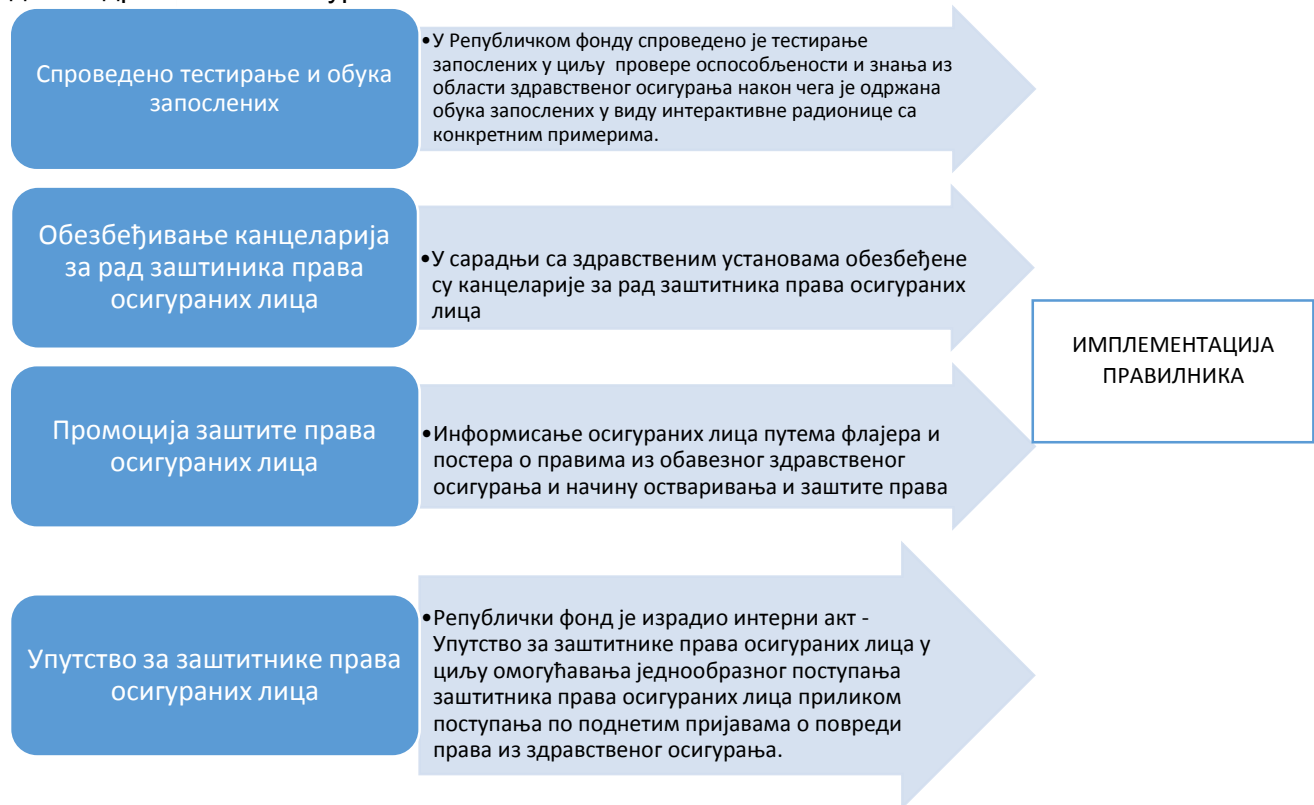 Спроведено тестирање и обука
запослених
•У Републичком фонду спроведено је тестирање
запослених у циљу провере оспособљености и знања из
области здравственог осигурања након чега је одржана
обука запослених у виду интерактивне радионице са
конкретним примерима.
Обезбеђивање канцеларија
за рад заштиника права
осигураних лица
•У сарадњи са здравственим установама обезбеђене
су канцеларије за рад заштитника права осигураних
лица
ИМПЛЕМЕНТАЦИЈА
ПРАВИЛНИКА
Промоција заштите права
осигураних лица
•Информисање осигураних лица путема флајера и
постера о правима из обавезног здравственог
осигурања и начину остваривања и заштите права
Упутство за заштитнике права
осигураних лица
•Републички фонд је израдио интерни акт -
Упутство за заштитнике права осигураних лица у
циљу омогућавања једнообразног поступања
заштитника права осигураних лица приликом
поступања по поднетим пријавама о повреди
права из здравственог осигурања.